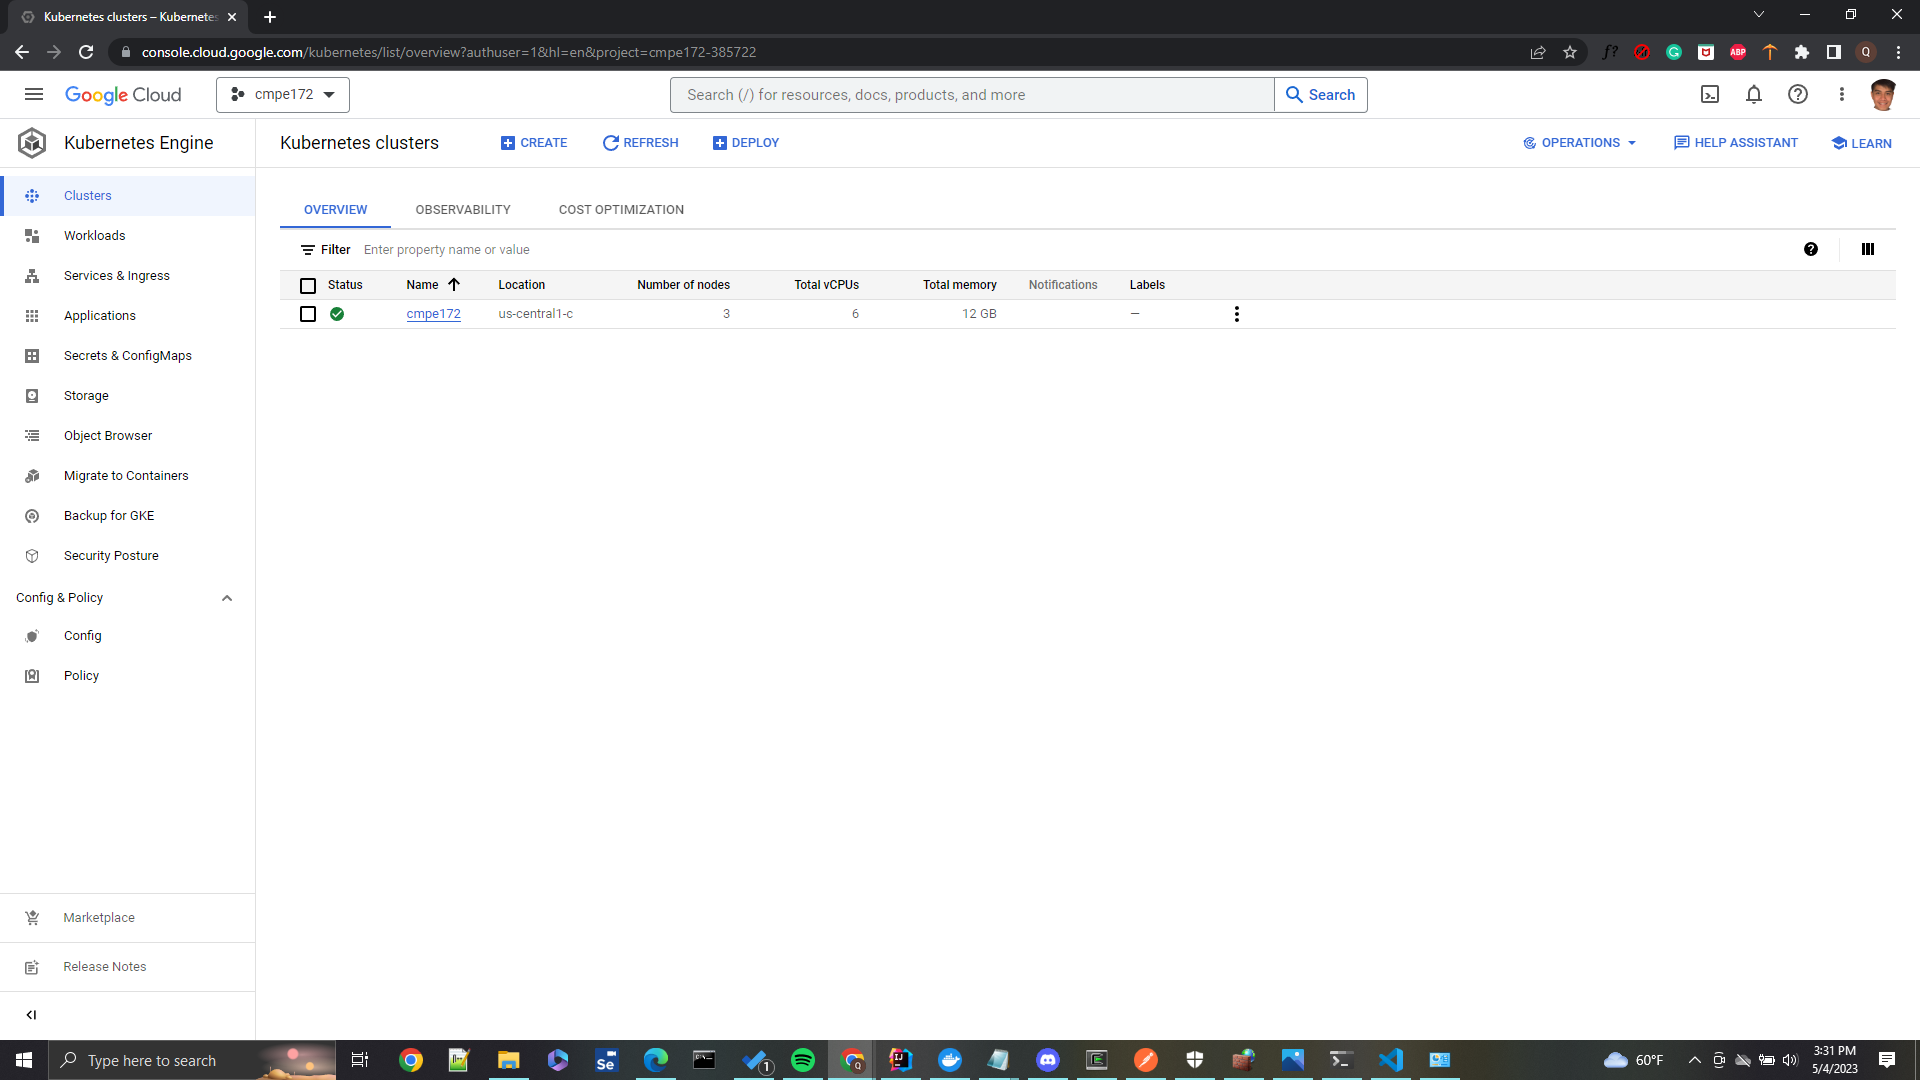 Kubernetes clusters – Kubernetes
console.cloud.google.com/kubernetes/list/overview?authuser=1&hl=en&project=cmpe172-385722
f?
ABP
Q
Google Cloud
cmpe172
Search (/) for resources, docs, products, and more
Search
Kubernetes Engine
Kubernetes clusters
CREATE
REFRESH
DEPLOY
OPERATIONS
HELP ASSISTANT
LEARN
Clusters
Workloads
Services & Ingress
Applications
Secrets & ConfigMaps
Storage
Object Browser
Migrate to Containers
Backup for GKE
Security Posture
Config & Policy
Config
Policy
Marketplace
Release Notes
OVERVIEW
OBSERVABILITY
COST OPTIMIZATION
Filter
Enter property name or value
Status Name Location Number of nodes Total vCPUs Total memory Notifications Labels
cmpe172 us-central1-c 3 6 12 GB —
Type here to search
Se
1
Q
IJ
60°F
3:31 PM
5/4/2023